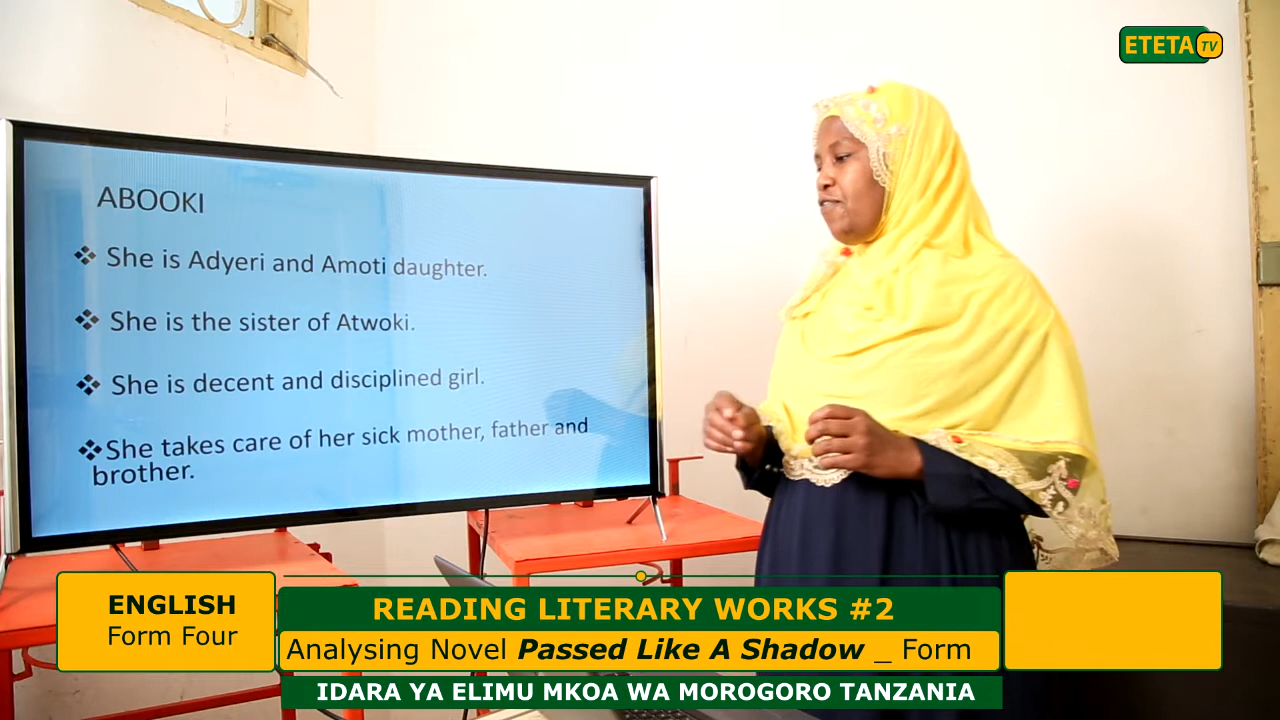 ETETA TV
ABOOKI
❖ She is Adyeri and Amoti daughter.
❖ She is the sister of Atwoki.
❖ She is decent and disciplined girl.
❖ She takes care of her sick mother, father and
brother.
ENGLISH
Form Four
READING LITERARY WORKS #2
Analysing Novel Passed Like A Shadow _ Form
IDARA YA ELIMU MKOA WA MOROGORO TANZANIA